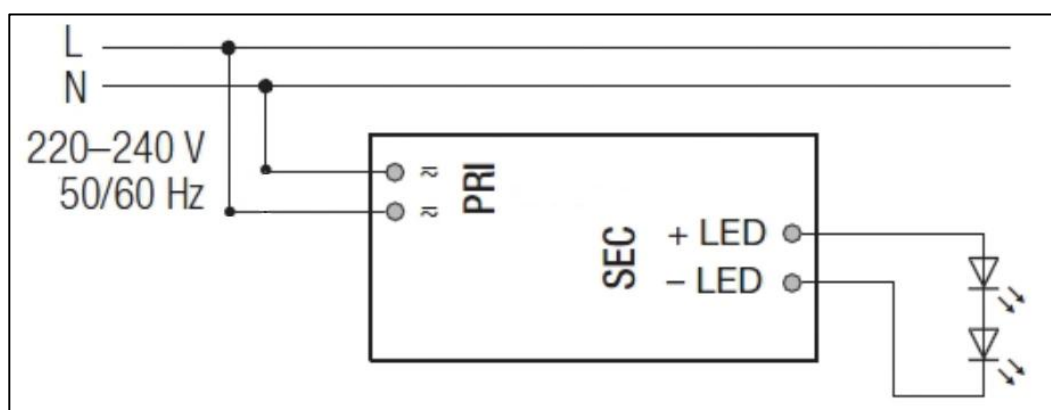 L
N
220–240 V
50/60 Hz
≈ PRI
≈
SEC
+ LED
– LED